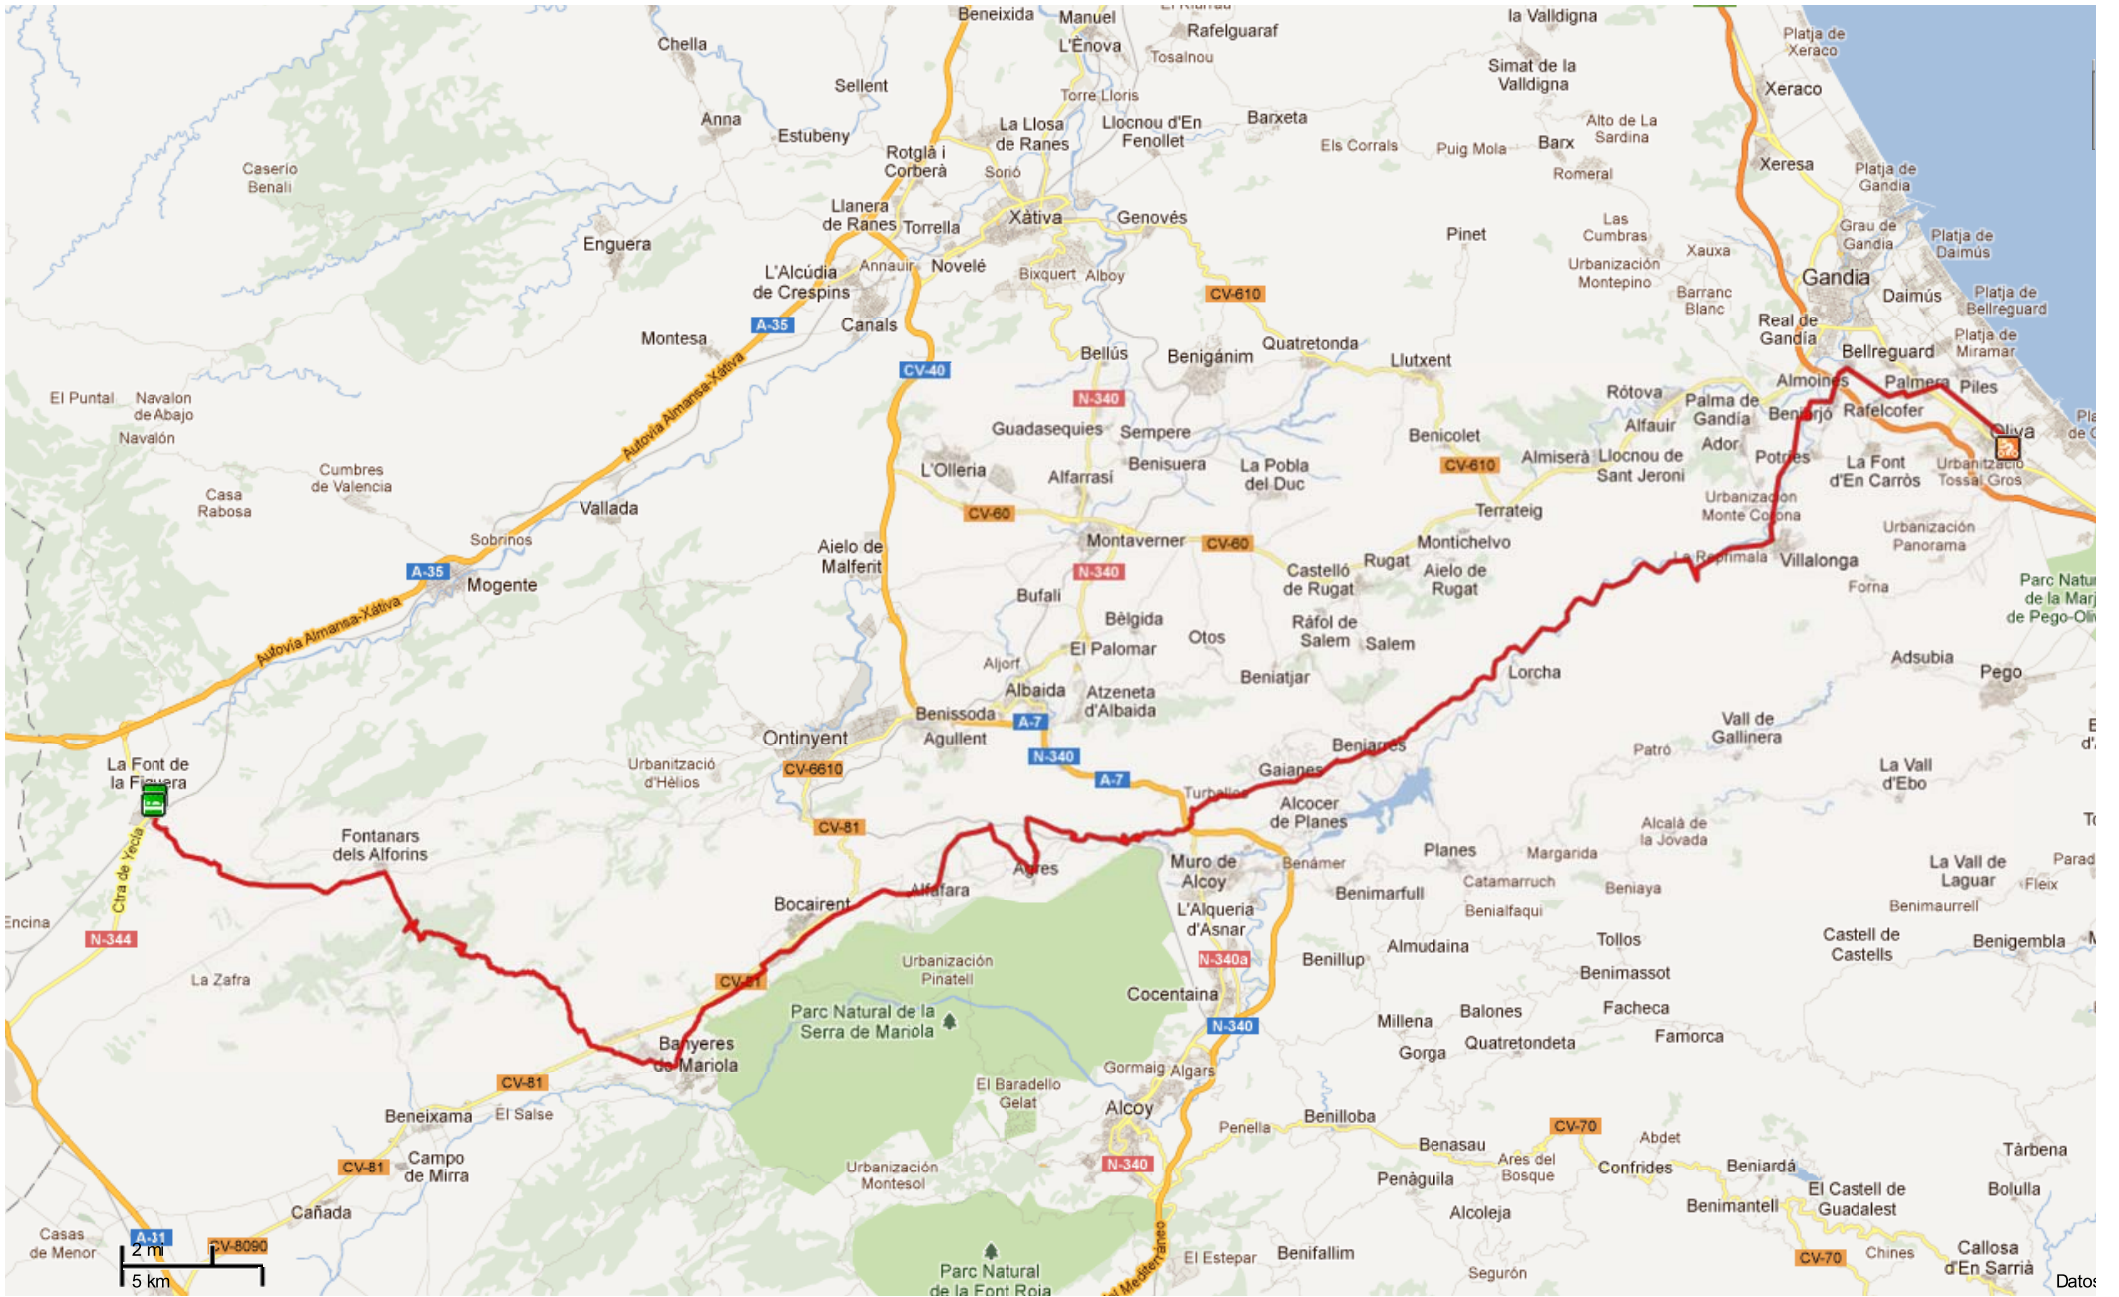 Beneixida
Manuel
L'Ènova
Rafelguaraf
Tosalnou
la Valldigna
Platja de
Xeraco
Chella
Sellent
Simat de la
Valldigna
Xeraco
Torre Lloris
Anna
Estubeny
La Llosa
de Ranes
Llocnou d'En
Fenollet
Barxeta
Els Corrals
Puig Mola
Barx
Alto de La
Sardina
Romeral
Xeresa
Platja de
Gandia
Caserío
Benali
Rotglà i
Corberà
Sorió
Llanera
de Ranes
Torrella
Xàtiva
Genovés
Pinet
Las
Cumbras
Grau de
Gandia
Platja de
Daimús
Enguera
L'Alcúdia
de Crespins
Annauir
Novelé
Bixquert
Alboy
Xauxa
Urbanización
Montepino
Gandia
CV-610
Barranc
Blanc
Daimús
Platja de
Bellreguard
Montesa
A-35
Canals
Real de
Gandía
Platja de
Miramar
Bellús
Benigánim
Quatretonda
Llutxent
Bellreguard
CV-40
Autovía Almansa-Xátiva
El Puntal
Navalon
de Abajo
Navalón
N-340
Rótova
Palma de
Gandía
Almoines
Palmera
Piles
Beniarjó
Rafelcofer
Oliva
Guadasequies
Sempere
Benicolet
Alfauir
Ador
Cumbres
de Valencia
Casa
Rabosa
L'Olleria
Alfarrasí
Benisuera
La Pobla
del Duc
CV-610
Almiserà
Llocnou de
Sant Jeroni
Potries
La Font
d'En Carròs
Urbanització
Tossal Gros
Vallada
CV-60
Terrateig
Urbanización
Monte Corona
Urbanización
Panorama
Sobrinos
Aielo de
Malferit
Montaverner
CV-60
Montichelvo
La Reprimala
Villalonga
A-35
Mogente
N-340
Castelló
de Rugat
Rugat
Aielo de
Rugat
Forna
Bufali
Autovía Almansa-Xátiva
Bèlgida
Otos
Ráfol de
Salem
Salem
El Palomar
Aljorf
Beniatjar
Lorcha
Adsubia
Pego
Albaida
Atzeneta
d'Albaida
Benissoda
A-7
Agullent
Ontinyent
N-340
Vall de
Gallinera
Patró
Beniarrés
La Font de
la Figuera
Urbanització
d'Hèlios
CV-6610
A-7
Gaianes
Turballos
La Vall
d'Ebo
Alcocer
de Planes
CV-81
Fontanars
dels Alforins
Alcalà de
la Jovada
Ctra de Yecla
Agres
Muro de
Alcoy
Benámer
Planes
Margarida
Catamarruch
Beniaya
La Vall de
Laguar
Fleix
Bocairent
Alfafara
Benimarfull
Benialfaqui
Benimaurrell
Encina
N-344
L'Alqueria
d'Asnar
Almudaina
Tollos
Castell de
Castells
Benigembla
La Zafra
CV-81
Urbanización
Pinatell
N-340a
Benillup
Benimassot
Cocentaina
Parc Natural de la
Serra de Mariola
N-340
Millena
Balones
Facheca
Banyeres
de Mariola
Gorga
Quatretondeta
Famorca
CV-81
Gormaig
Algars
El Baradello
Gelat
Beneixama
El Salse
Alcoy
Penella
Benilloba
CV-70
Abdet
Benasau
Tàrbena
CV-81
Campo
de Mirra
Urbanización
Montesol
N-340
Ares del
Bosque
Confrides
Beniardá
Penàguila
Benimantell
El Castell de
Guadalest
Bolulla
Cañada
Alcoleja
Casas
de Menor
A-31
CV-8090
El Estepar
Benifallim
Segurón
CV-70
Chines
Callosa
d'En Sarrià
2 mi
5 km
Parc Natural
de la Font Roja
Datos